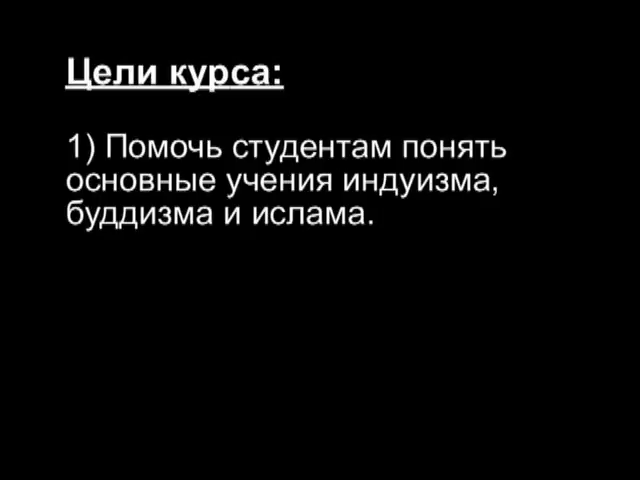 Цели курса:
1) Помочь студентам понять
основные учения индуизма,
буддизма и ислама.